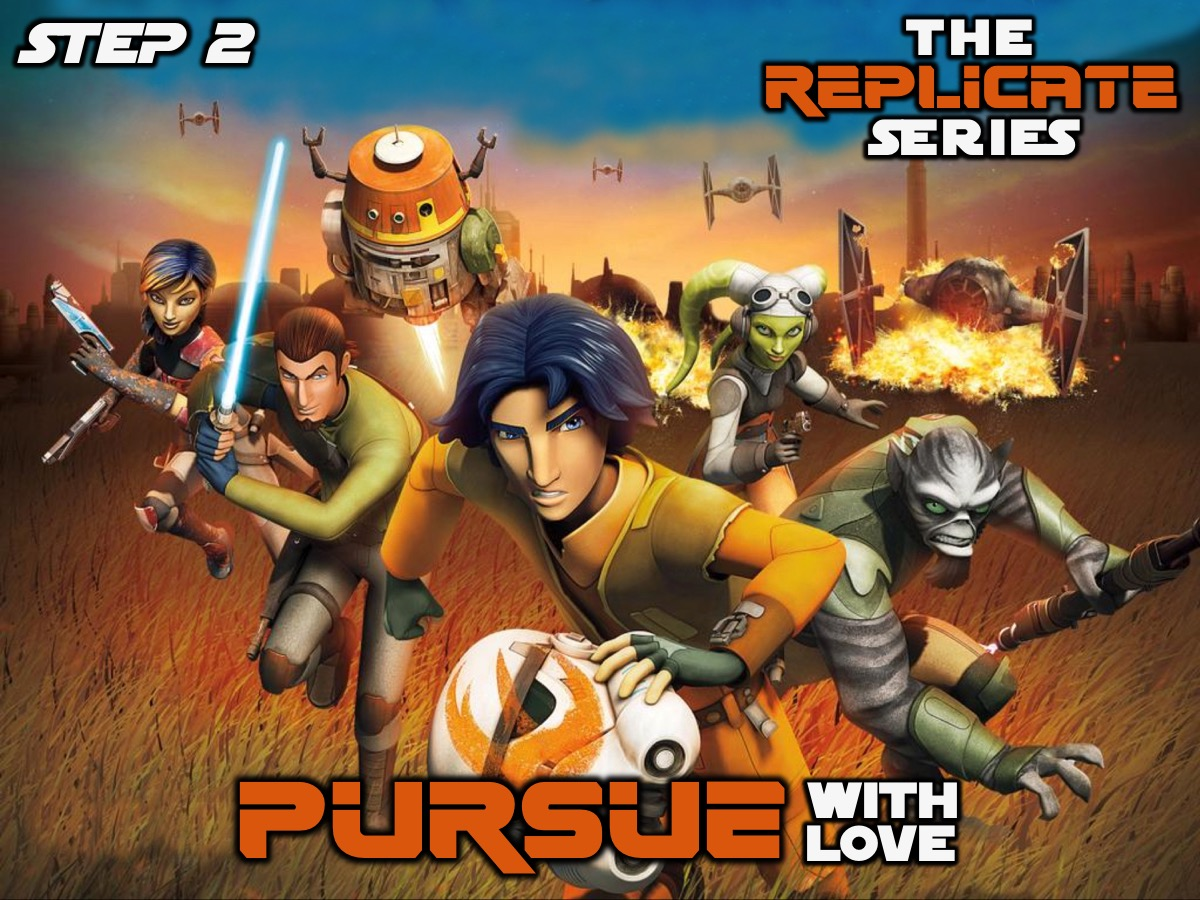 STEP 2
THE
REPLiCATE
SERIES
PURSUE WITH
LOVE